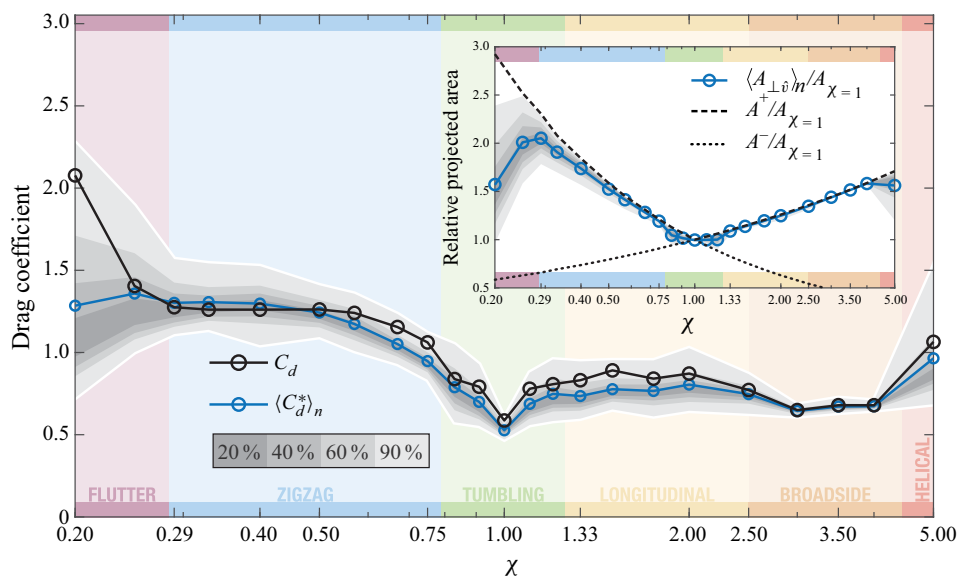 3.0
2.5
2.0
1.5
1.0
0.5
0
Drag coefficient
0.20
0.29
0.40
0.50
0.75
1.00
1.33
2.00
2.50
3.50
5.00
χ
C_d
⟨C_d^*⟩_n
20 % 40 % 60 % 90 %
FLUTTER
ZIGZAG
TUMBLING
LONGITUDINAL
BROADSIDE
HELICAL
3.0
2.5
2.0
1.5
1.0
0.5
Relative projected area
0.20
0.29
0.40
0.50
0.75
1.00
1.33
2.00
2.50
3.50
5.00
χ
⟨A_{⊥v̂}⟩_n/A_{χ = 1}
A^+/A_{χ = 1}
A^−/A_{χ = 1}